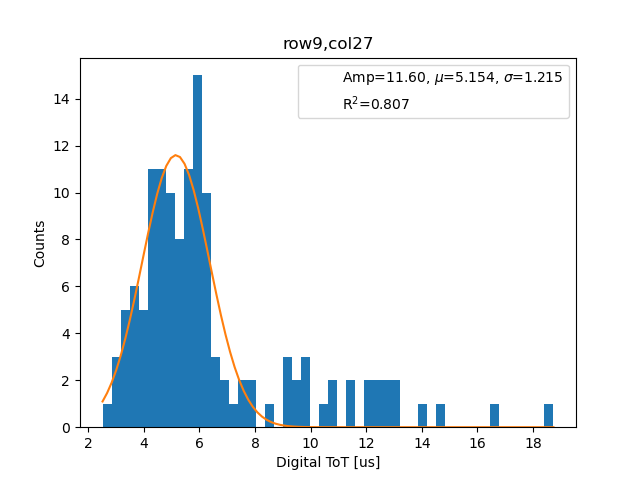 row9,col27
Amp=11.60, μ=5.154, σ=1.215
R²=0.807
14
12
10
8
6
4
2
0
Counts
2 4 6 8 10 12 14 16 18
Digital ToT [us]